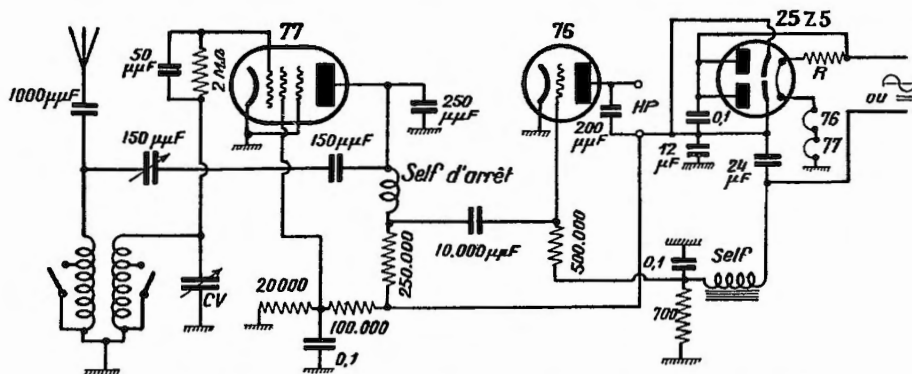 77
76
25Z5
50
µµF
2 MΩ
1000µµF
250
µµF
HP
200
µµF
R
ou
0,1
76
77
12
µF
24
µF
150µµF
150µµF
Self d'arrêt
10.000µµF
250.000
500.000
CV
20000
100.000
0,1
0,1
700
Self